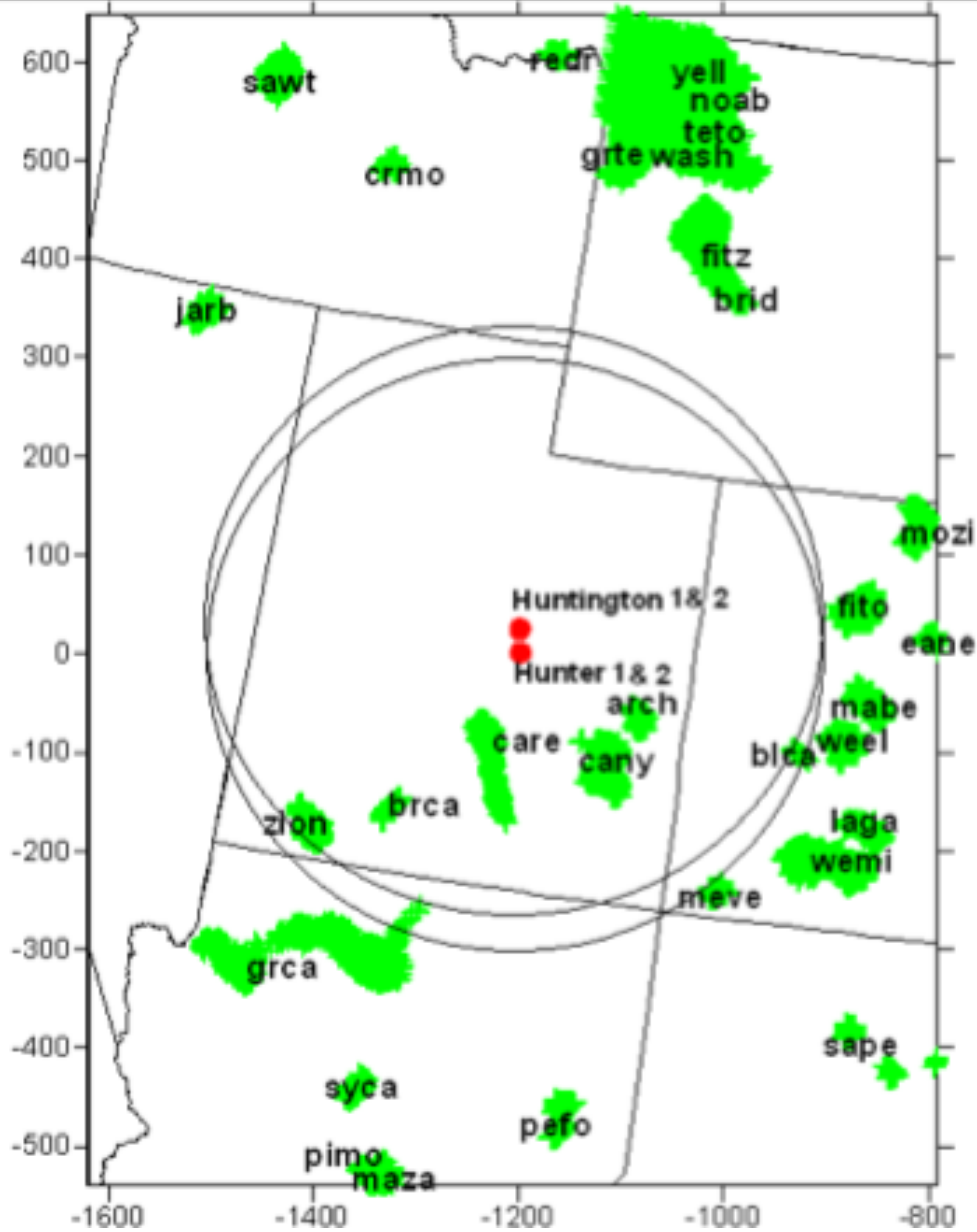 600
redr
yell
sawt
noab
teto
500
grte wash
crmo
400
fitz
brid
jarb
300
200
mozi
100
Huntington 1& 2
fito
0
eane
Hunter 1& 2
arch
mabe
-100
care
weel
blca
cany
brca
zion
iaga
-200
wemi
meve
-300
grca
-400
sape
syca
-500
pefo
pimo
maza
-1600 -1400 -1200 -1000 -800